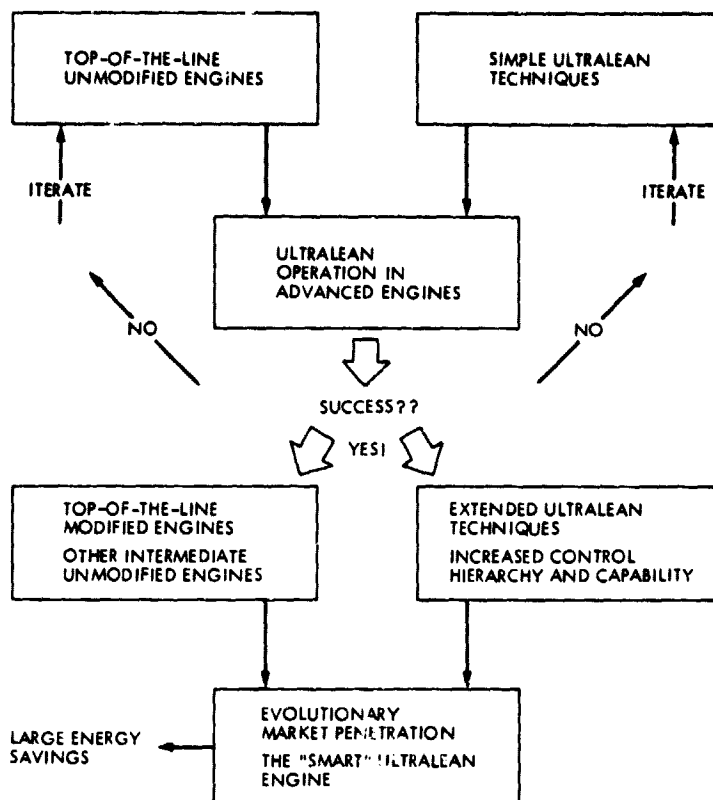 TOP-OF-THE-LINE
UNMODIFIED ENGINES
SIMPLE ULTRALEAN
TECHNIQUES
ITERATE
ITERATE
ULTRALEAN
OPERATION IN
ADVANCED ENGINES
NO
NO
SUCCESS??
YES!
TOP-OF-THE-LINE
MODIFIED ENGINES
OTHER INTERMEDIATE
UNMODIFIED ENGINES
EXTENDED ULTRALEAN
TECHNIQUES
INCREASED CONTROL
HIERARCHY AND CAPABILITY
LARGE ENERGY
SAVINGS
EVOLUTIONARY
MARKET PENETRATION
THE "SMART" ULTRALEAN
ENGINE